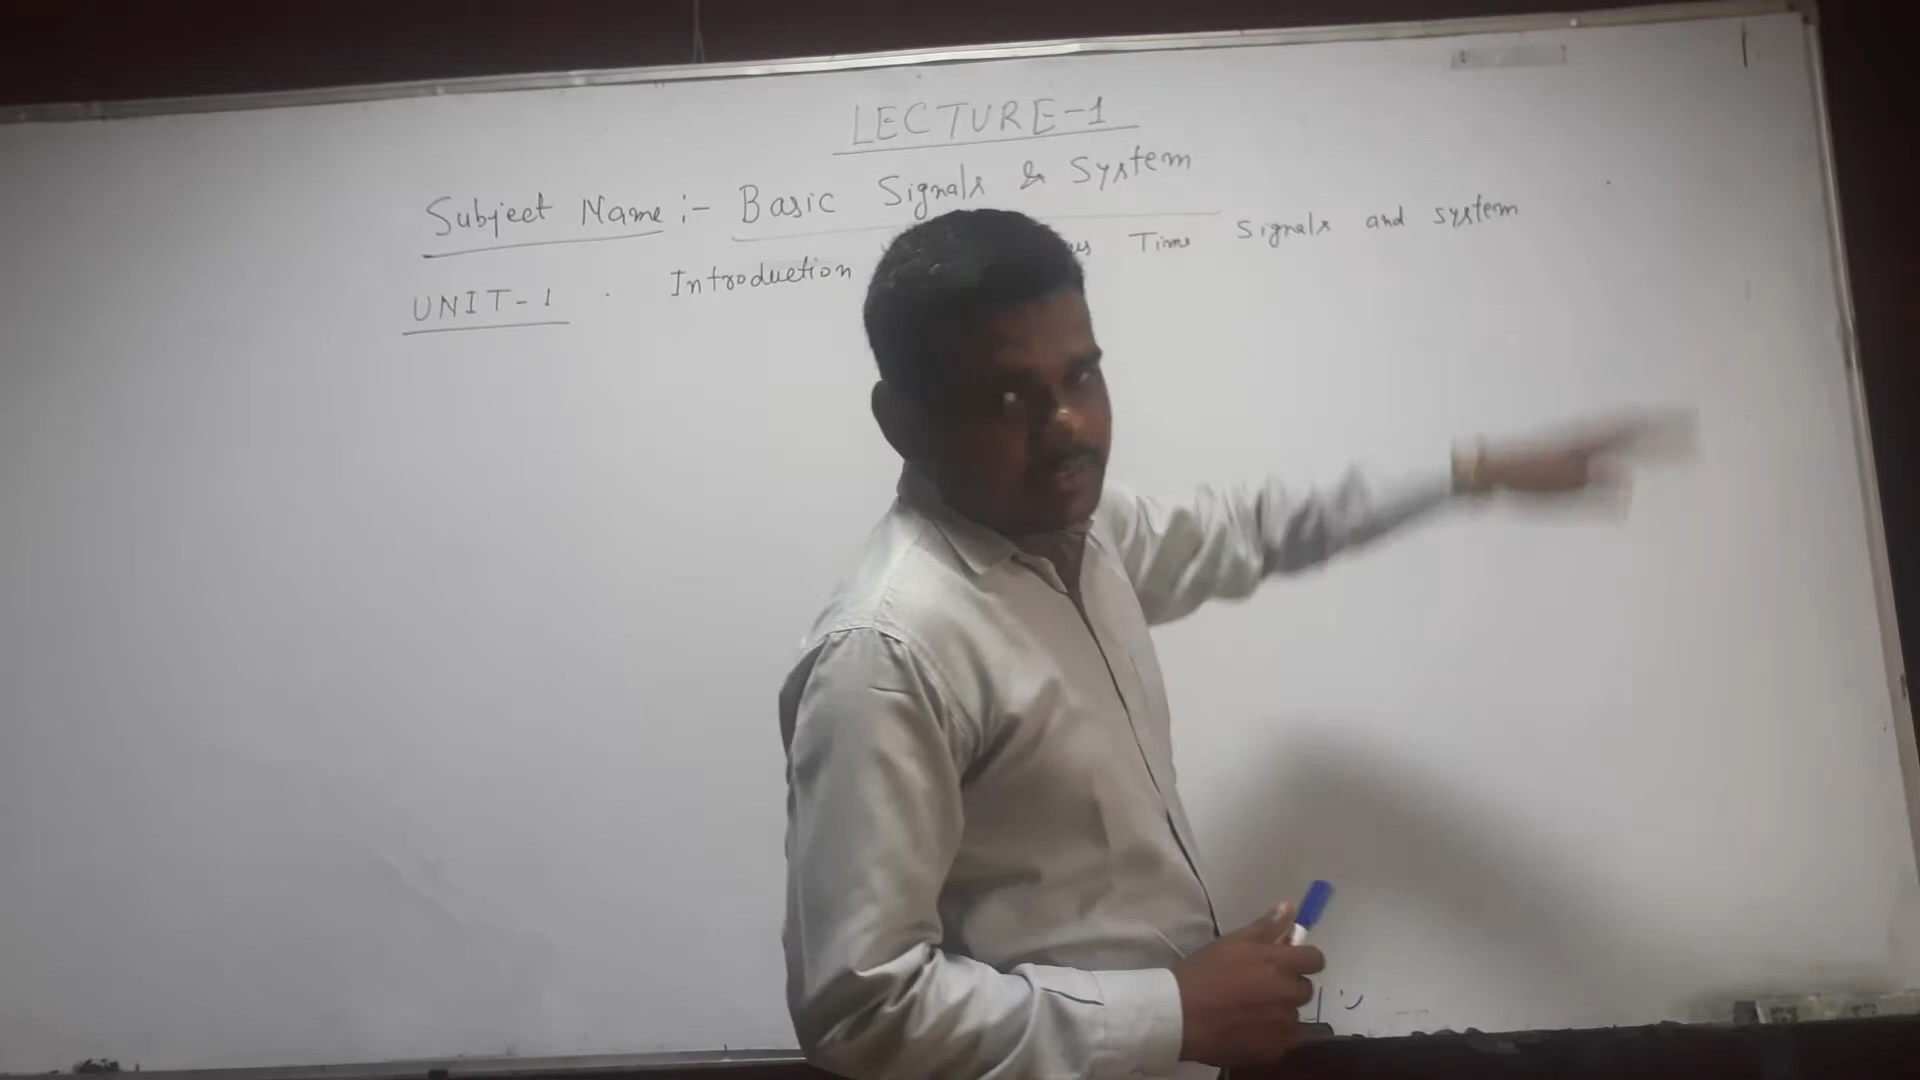 LECTURE-1
Subject Name :- Basic Signals & System
UNIT-1 . Introduction Time Signals and system